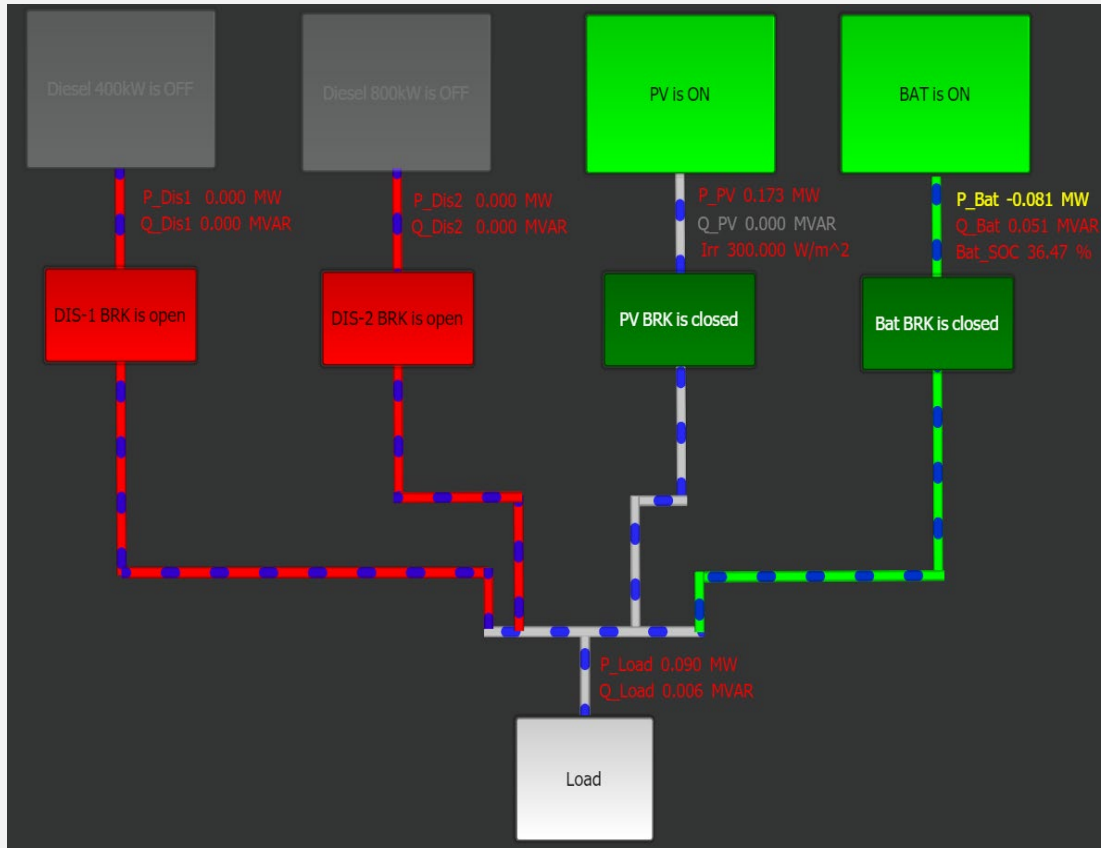 Diesel 400kW is OFF
Diesel 800kW is OFF
PV is ON
BAT is ON
P_Dis1 0.000 MW
Q_Dis1 0.000 MVAR
P_Dis2 0.000 MW
Q_Dis2 0.000 MVAR
P_PV 0.173 MW
Q_PV 0.000 MVAR
Irr 300.000 W/m^2
P_Bat -0.081 MW
Q_Bat 0.051 MVAR
Bat_SOC 36.47 %
DIS-1 BRK is open
DIS-2 BRK is open
PV BRK is closed
Bat BRK is closed
P_Load 0.090 MW
Q_Load 0.006 MVAR
Load